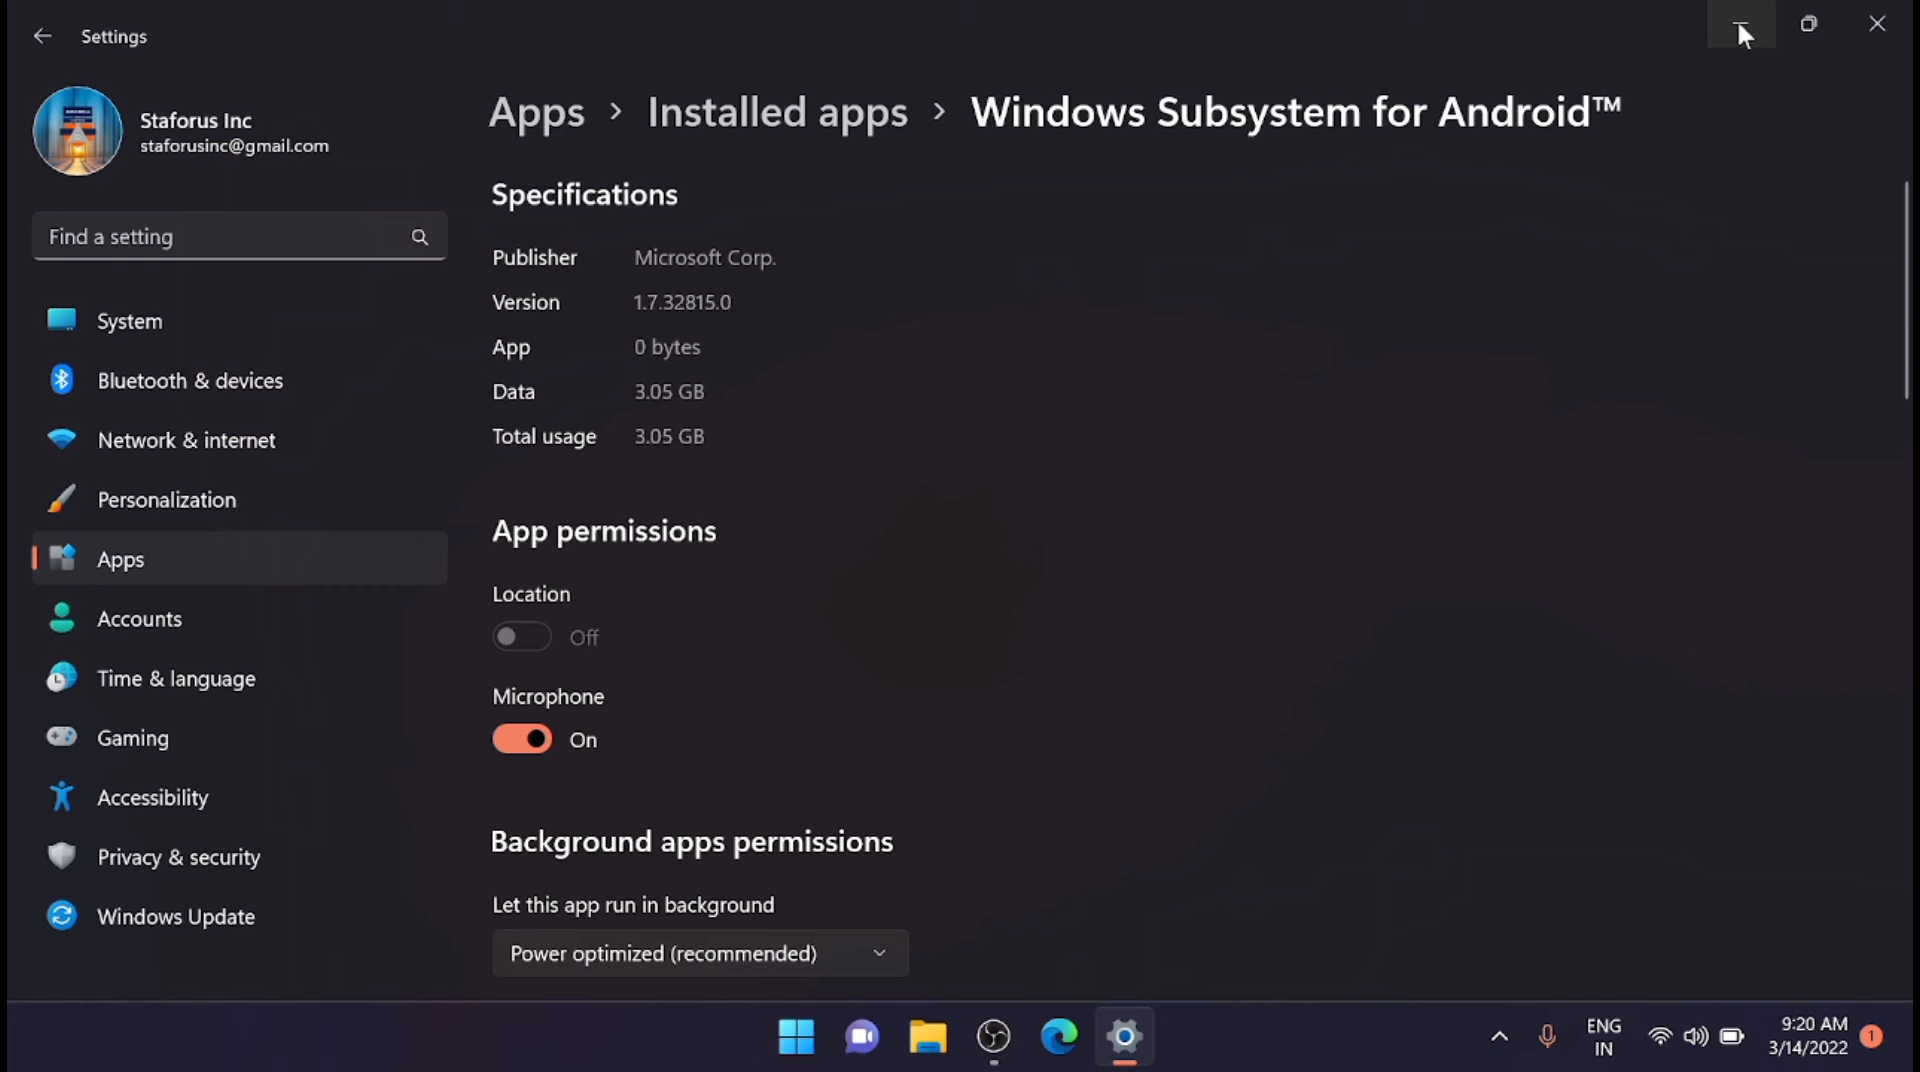 Settings
Staforus Inc
staforusinc@gmail.com
Find a setting
System
Bluetooth & devices
Network & internet
Personalization
Apps
Accounts
Time & language
Gaming
Accessibility
Privacy & security
Windows Update
Apps > Installed apps > Windows Subsystem for Android™
Specifications
Publisher Microsoft Corp.
Version 1.7.32815.0
App 0 bytes
Data 3.05 GB
Total usage 3.05 GB
App permissions
Location
Off
Microphone
On
Background apps permissions
Let this app run in background
Power optimized (recommended)
ENG
IN
9:20 AM
3/14/2022
1